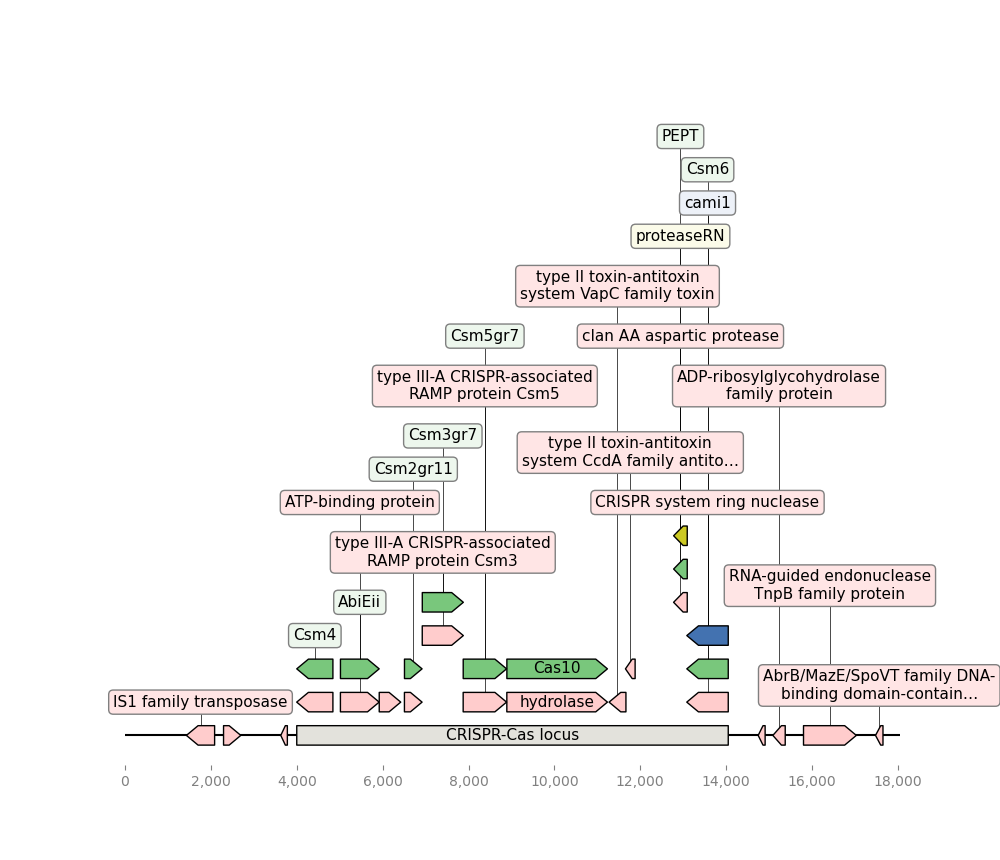 PEPT
Csm6
cami1
proteaseRN
type II toxin-antitoxin
system VapC family toxin
Csm5gr7
clan AA aspartic protease
type III-A CRISPR-associated
RAMP protein Csm5
ADP-ribosylglycohydrolase
family protein
Csm3gr7
type II toxin-antitoxin
system CcdA family antito…
Csm2gr11
ATP-binding protein
CRISPR system ring nuclease
type III-A CRISPR-associated
RAMP protein Csm3
RNA-guided endonuclease
TnpB family protein
AbiEii
Csm4
Cas10
AbrB/MazE/SpoVT family DNA-
binding domain-contain…
IS1 family transposase
hydrolase
CRISPR-Cas locus
0 2,000 4,000 6,000 8,000 10,000 12,000 14,000 16,000 18,000